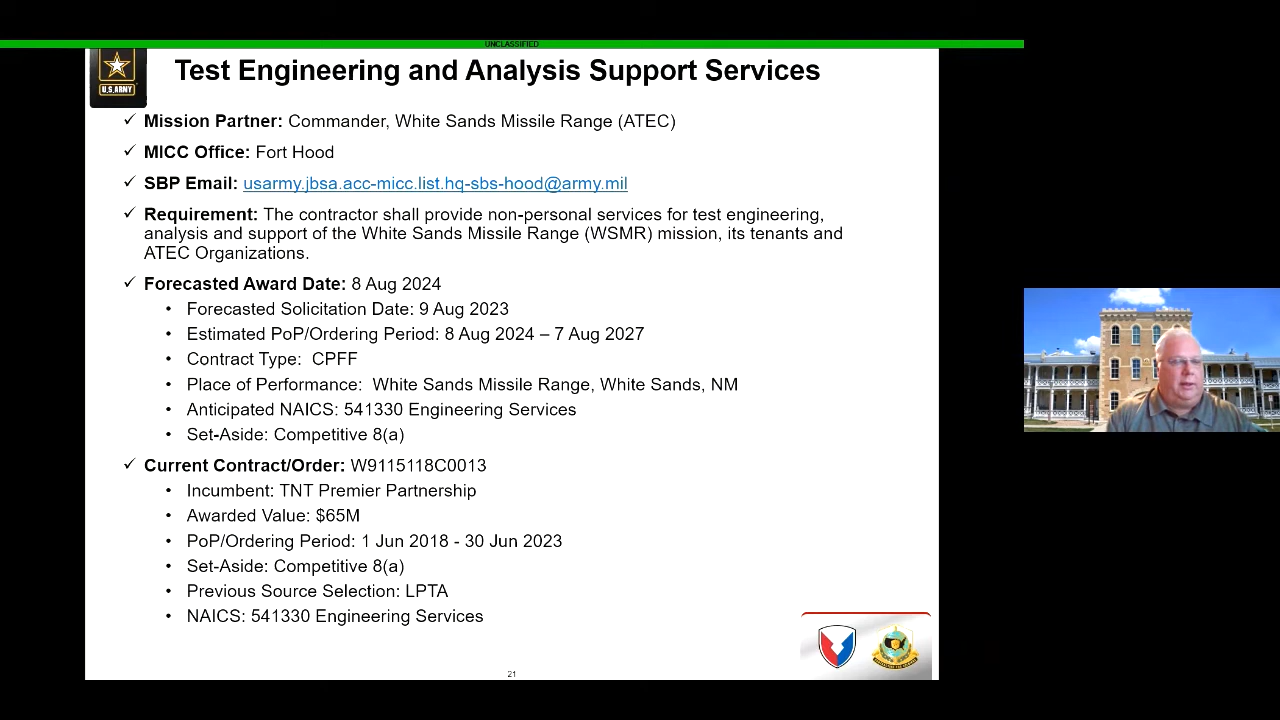 UNCLASSIFIED
Test Engineering and Analysis Support Services
U.S.ARMY
✓ Mission Partner: Commander, White Sands Missile Range (ATEC)
✓ MICC Office: Fort Hood
✓ SBP Email: usarmy.jbsa.acc-micc.list.hq-sbs-hood@army.mil
✓ Requirement: The contractor shall provide non-personal services for test engineering,
analysis and support of the White Sands Missile Range (WSMR) mission, its tenants and
ATEC Organizations.
✓ Forecasted Award Date: 8 Aug 2024
• Forecasted Solicitation Date: 9 Aug 2023
• Estimated PoP/Ordering Period: 8 Aug 2024 – 7 Aug 2027
• Contract Type: CPFF
• Place of Performance: White Sands Missile Range, White Sands, NM
• Anticipated NAICS: 541330 Engineering Services
• Set-Aside: Competitive 8(a)
✓ Current Contract/Order: W9115118C0013
• Incumbent: TNT Premier Partnership
• Awarded Value: $65M
• PoP/Ordering Period: 1 Jun 2018 - 30 Jun 2023
• Set-Aside: Competitive 8(a)
• Previous Source Selection: LPTA
• NAICS: 541330 Engineering Services
21